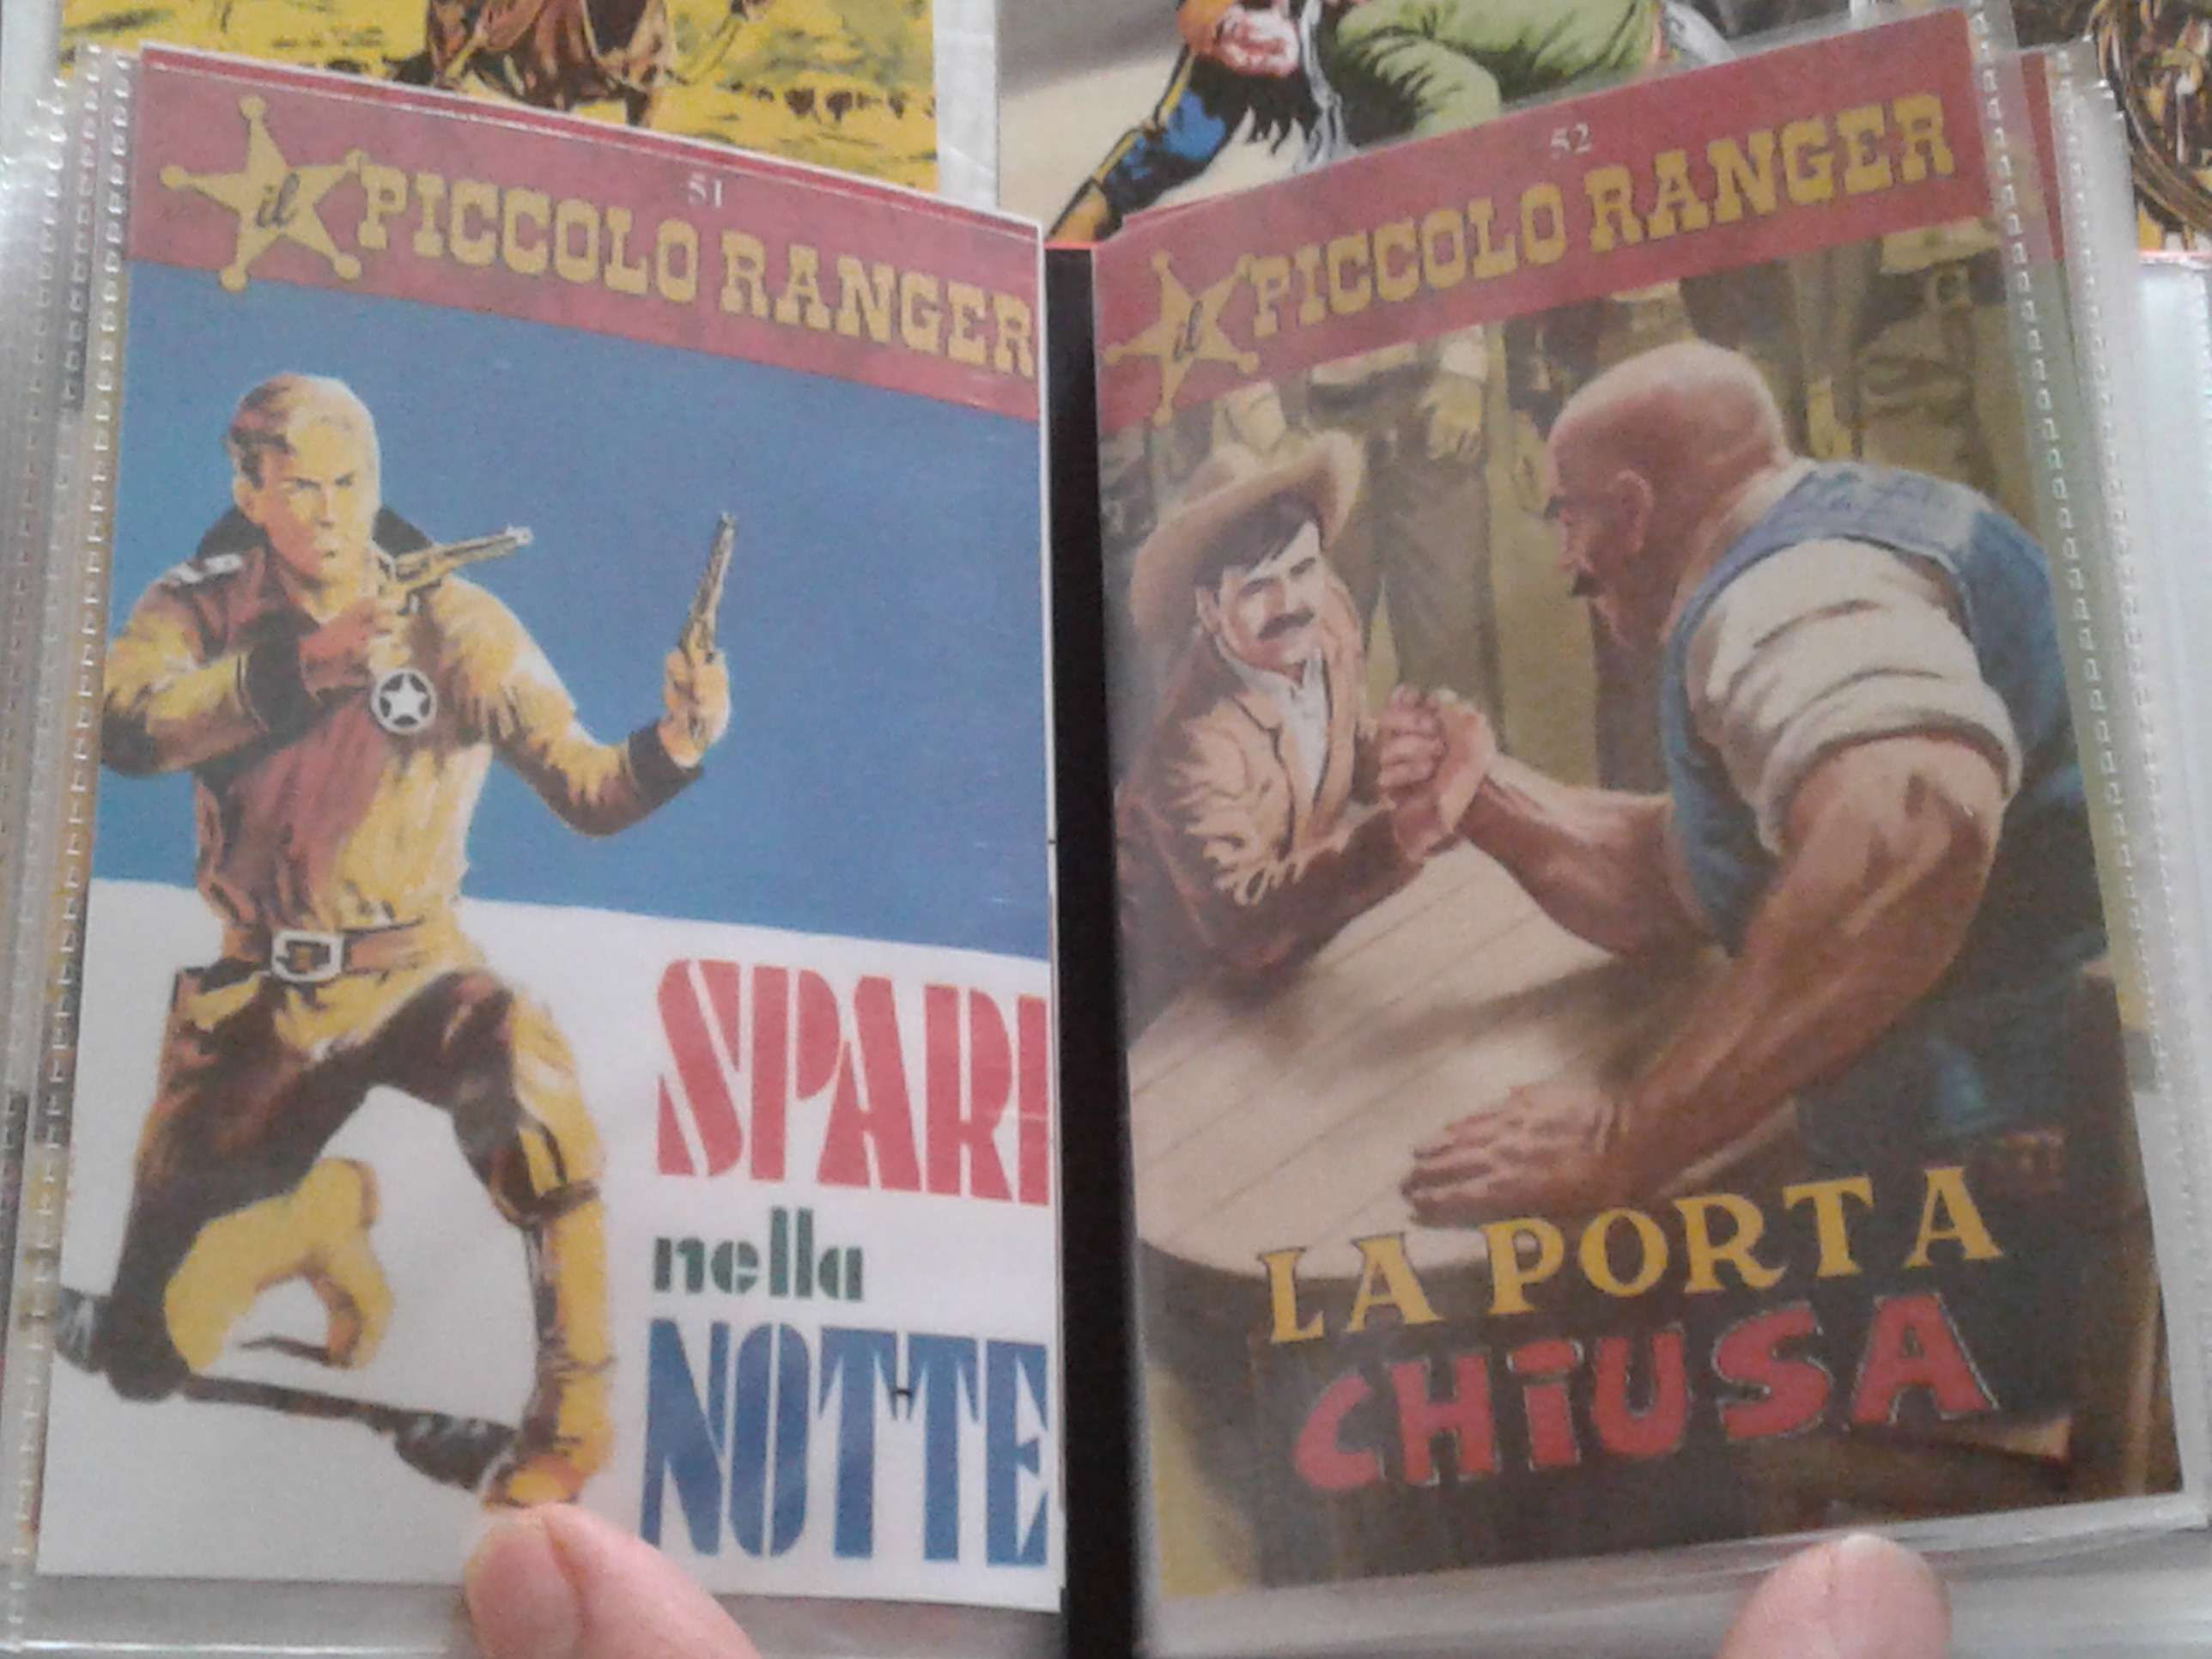 51
il PICCOLO RANGER
SPARI
nella
NOTTE
52
il PICCOLO RANGER
LA PORTA
CHIUSA